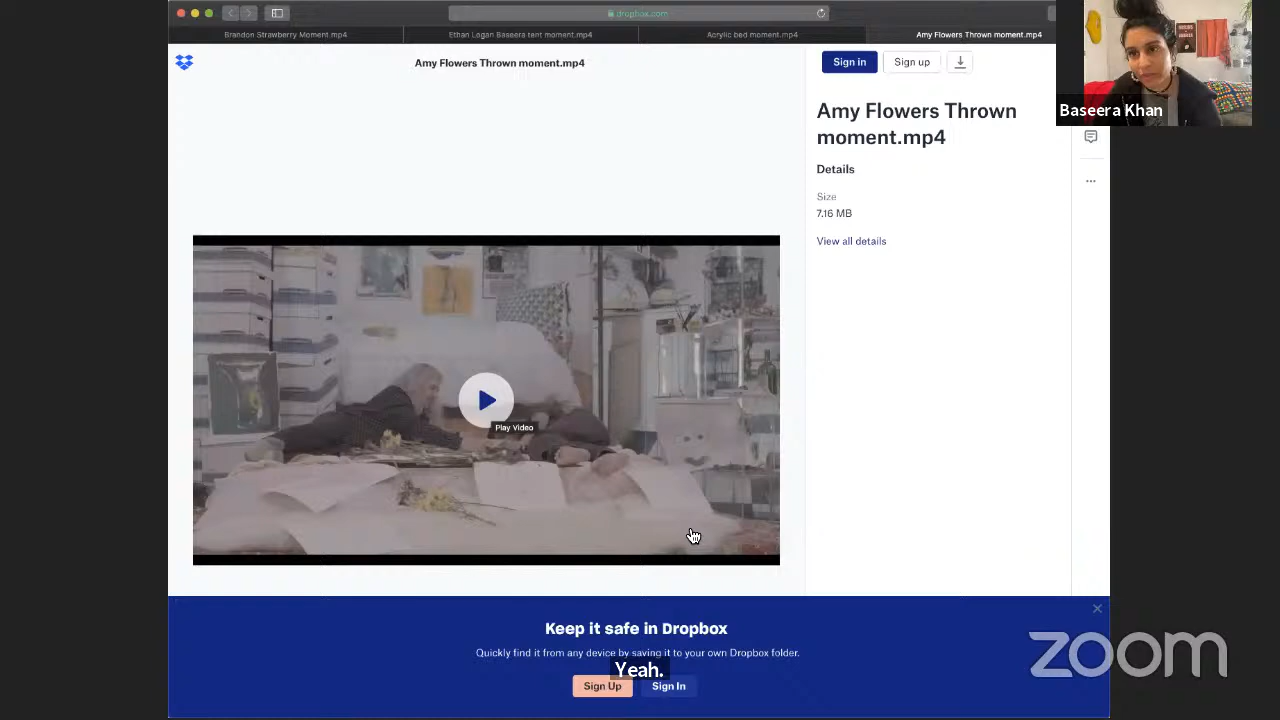 dropbox.com
Brandon Strawberry Moment.mp4
Ethan Logan Baseera tent moment.mp4
Acrylic bed moment.mp4
Amy Flowers Thrown moment.mp4
Amy Flowers Thrown moment.mp4
Sign in
Sign up
Amy Flowers Thrown
moment.mp4
Details
Size
7.16 MB
View all details
Baseera Khan
Play Video
Keep it safe in Dropbox
Quickly find it from any device by saving it to your own Dropbox folder.
Yeah.
Sign Up
Sign In
zoom